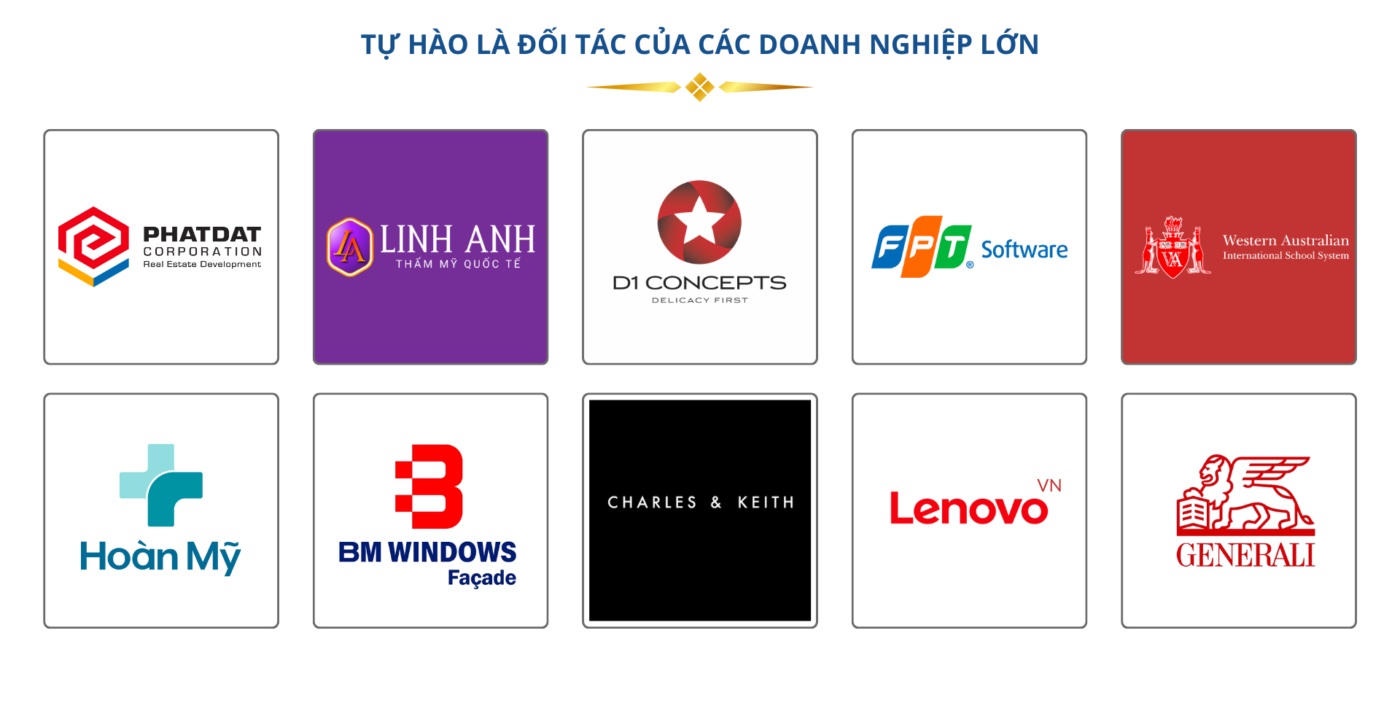 TỰ HÀO LÀ ĐỐI TÁC CỦA CÁC DOANH NGHIỆP LỚN
PHATDAT
CORPORATION
Real Estate Development
LA
LINH ANH
THẨM MỸ QUỐC TẾ
D1 CONCEPTS
DELICACY FIRST
FPT® Software
WA
Western Australian
International School System
Hoàn Mỹ
BM WINDOWS
Façade
CHARLES & KEITH
Lenovo VN
GENERALI